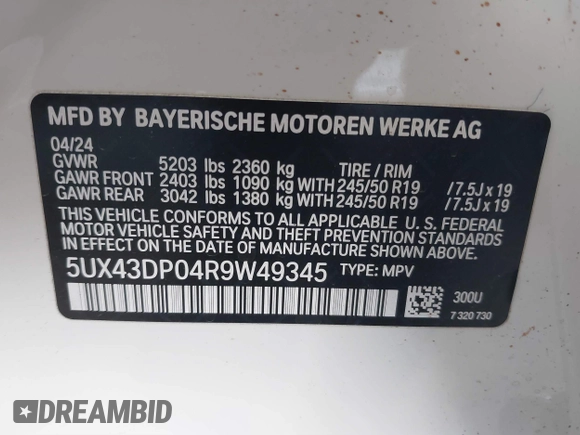 MFD BY BAYERISCHE MOTOREN WERKE AG
04/24
GVWR 5203 lbs 2360 kg TIRE / RIM
GAWR FRONT 2403 lbs 1090 kg WITH 245/50 R19 / 7.5J x 19
GAWR REAR 3042 lbs 1380 kg WITH 245/50 R19 / 7.5J x 19
THIS VEHICLE CONFORMS TO ALL APPLICABLE U. S. FEDERAL
MOTOR VEHICLE SAFETY AND THEFT PREVENTION STANDARDS
IN EFFECT ON THE DATE OF MANUFACTURE SHOWN ABOVE.
5UX43DP04R9W49345 TYPE: MPV
300U
7 320 730
DREAMBID